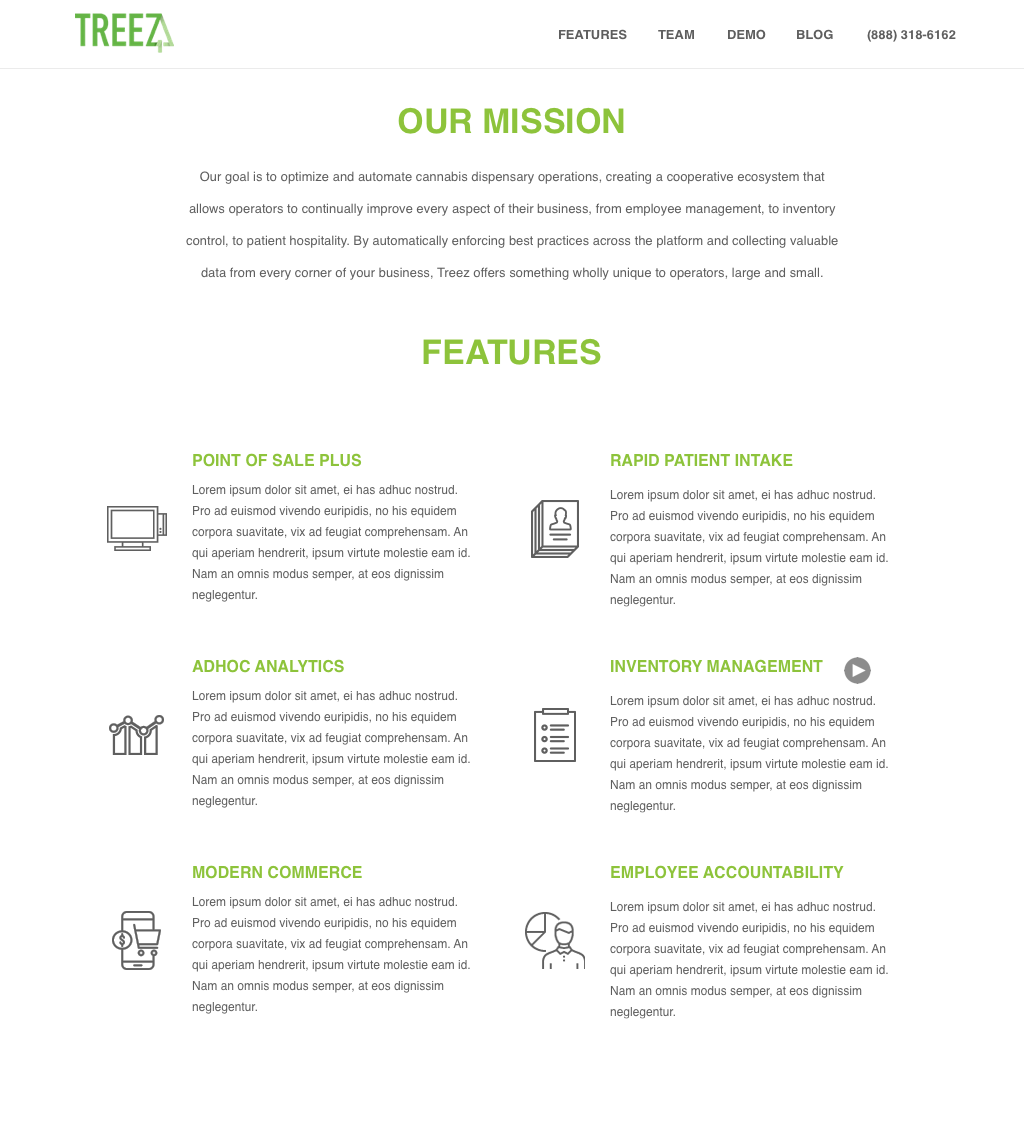 TREEZ
FEATURES TEAM DEMO BLOG (888) 318-6162
OUR MISSION
Our goal is to optimize and automate cannabis dispensary operations, creating a cooperative ecosystem that
allows operators to continually improve every aspect of their business, from employee management, to inventory
control, to patient hospitality. By automatically enforcing best practices across the platform and collecting valuable
data from every corner of your business, Treez offers something wholly unique to operators, large and small.
FEATURES
POINT OF SALE PLUS
Lorem ipsum dolor sit amet, ei has adhuc nostrud.
Pro ad euismod vivendo euripidis, no his equidem
corpora suavitate, vix ad feugiat comprehensam. An
qui aperiam hendrerit, ipsum virtute molestie eam id.
Nam an omnis modus semper, at eos dignissim
neglegentur.
RAPID PATIENT INTAKE
Lorem ipsum dolor sit amet, ei has adhuc nostrud.
Pro ad euismod vivendo euripidis, no his equidem
corpora suavitate, vix ad feugiat comprehensam. An
qui aperiam hendrerit, ipsum virtute molestie eam id.
Nam an omnis modus semper, at eos dignissim
neglegentur.
ADHOC ANALYTICS
Lorem ipsum dolor sit amet, ei has adhuc nostrud.
Pro ad euismod vivendo euripidis, no his equidem
corpora suavitate, vix ad feugiat comprehensam. An
qui aperiam hendrerit, ipsum virtute molestie eam id.
Nam an omnis modus semper, at eos dignissim
neglegentur.
INVENTORY MANAGEMENT
Lorem ipsum dolor sit amet, ei has adhuc nostrud.
Pro ad euismod vivendo euripidis, no his equidem
corpora suavitate, vix ad feugiat comprehensam. An
qui aperiam hendrerit, ipsum virtute molestie eam id.
Nam an omnis modus semper, at eos dignissim
neglegentur.
MODERN COMMERCE
Lorem ipsum dolor sit amet, ei has adhuc nostrud.
Pro ad euismod vivendo euripidis, no his equidem
corpora suavitate, vix ad feugiat comprehensam. An
qui aperiam hendrerit, ipsum virtute molestie eam id.
Nam an omnis modus semper, at eos dignissim
neglegentur.
$
EMPLOYEE ACCOUNTABILITY
Lorem ipsum dolor sit amet, ei has adhuc nostrud.
Pro ad euismod vivendo euripidis, no his equidem
corpora suavitate, vix ad feugiat comprehensam. An
qui aperiam hendrerit, ipsum virtute molestie eam id.
Nam an omnis modus semper, at eos dignissim
neglegentur.